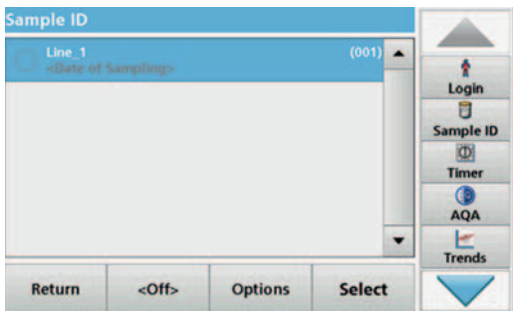 Sample ID
Line_1 (001)
<Date of Sampling>
Login
Sample ID
Timer
AQA
Trends
Return <Off> Options Select